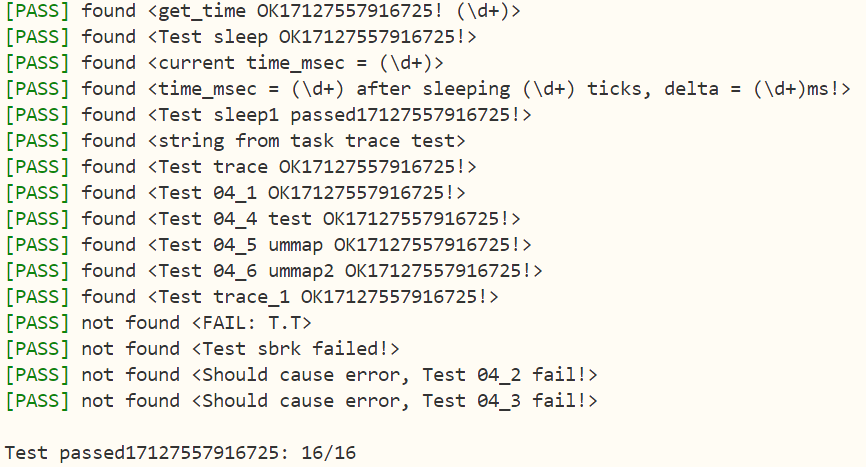 [PASS] found <get_time OK17127557916725! (\d+)>
[PASS] found <Test sleep OK17127557916725!>
[PASS] found <current time_msec = (\d+)>
[PASS] found <time_msec = (\d+) after sleeping (\d+) ticks, delta = (\d+)ms!>
[PASS] found <Test sleep1 passed17127557916725!>
[PASS] found <string from task trace test>
[PASS] found <Test trace OK17127557916725!>
[PASS] found <Test 04_1 OK17127557916725!>
[PASS] found <Test 04_4 test OK17127557916725!>
[PASS] found <Test 04_5 ummap OK17127557916725!>
[PASS] found <Test 04_6 ummap2 OK17127557916725!>
[PASS] found <Test trace_1 OK17127557916725!>
[PASS] not found <FAIL: T.T>
[PASS] not found <Test sbrk failed!>
[PASS] not found <Should cause error, Test 04_2 fail!>
[PASS] not found <Should cause error, Test 04_3 fail!>
Test passed17127557916725: 16/16